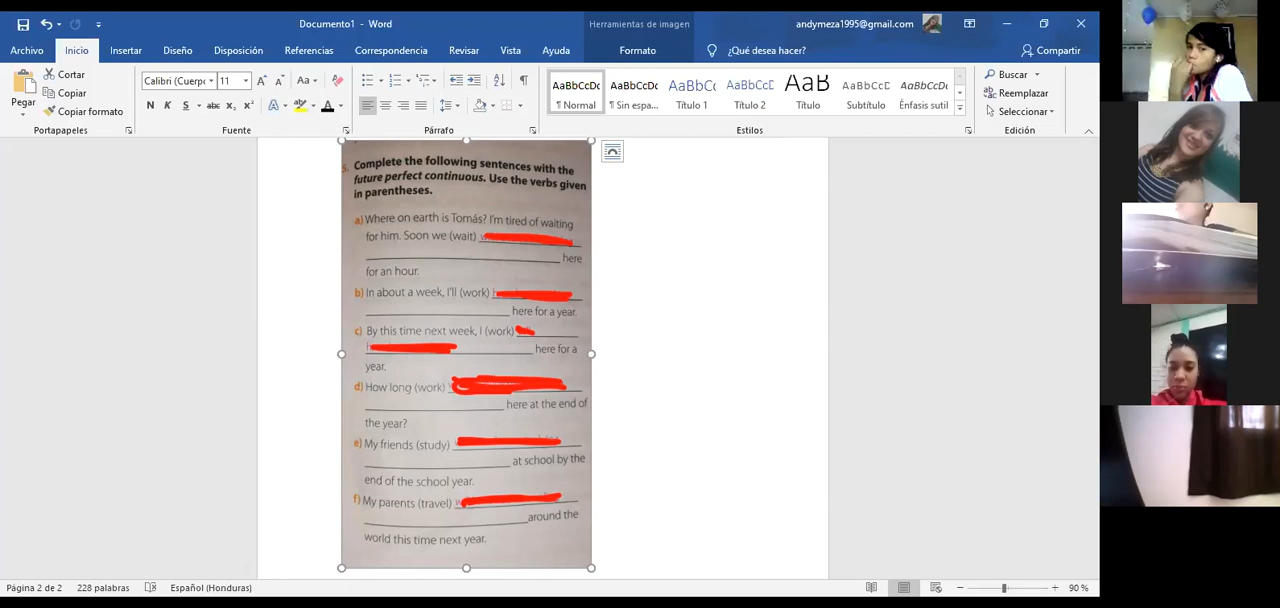 Documento1 - Word
Herramientas de imagen
andymeza1995@gmail.com
Archivo Inicio Insertar Diseño Disposición Referencias Correspondencia Revisar Vista Ayuda Formato ¿Qué desea hacer? Compartir
Pegar
Cortar
Copiar
Copiar formato
Calibri (Cuerpo 11
AaBbCcDc AaBbCcDc AaBbC AaBbCcD AaB AaBbCcD AaBbCcDc
¶ Normal ¶ Sin espa... Título 1 Título 2 Título Subtítulo Énfasis sutil
Buscar
Reemplazar
Seleccionar
Portapapeles Fuente Párrafo Estilos Edición
5. Complete the following sentences with the
future perfect continuous. Use the verbs given
in parentheses.
a) Where on earth is Tomás? I'm tired of waiting
for him. Soon we (wait)
here
for an hour.
b) In about a week, I'll (work)
here for a year.
c) By this time next week, I (work)
here for a
year.
d) How long (work)
here at the end of
the year?
e) My friends (study)
at school by the
end of the school year.
f) My parents (travel)
around the
world this time next year.
Página 2 de 2 228 palabras Español (Honduras) 90 %